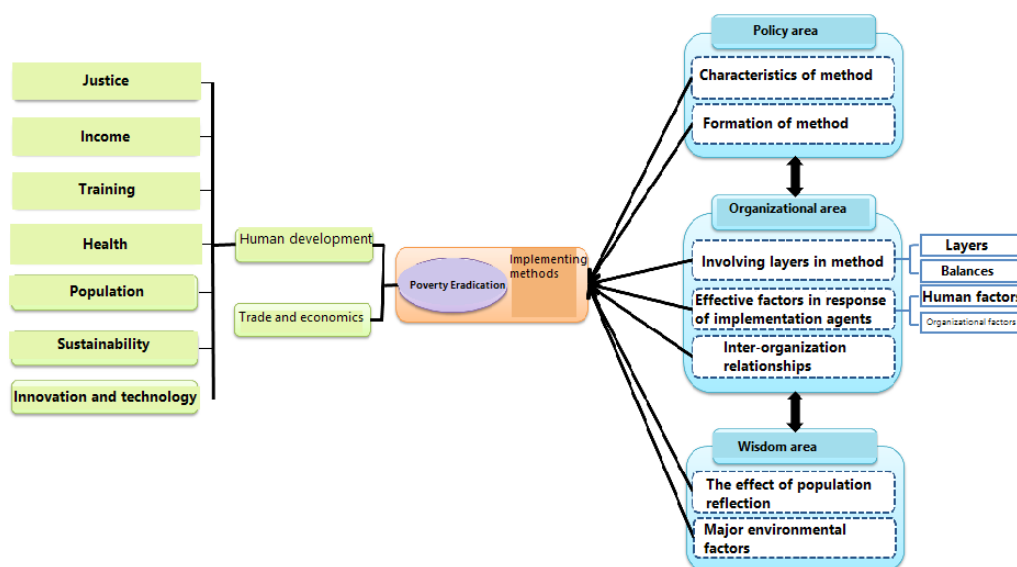 Justice
Income
Training
Health
Population
Sustainability
Innovation and technology
Human development
Trade and economics
Poverty Eradication
Implementing
methods
Policy area
Characteristics of method
Formation of method
Organizational area
Involving layers in method
Effective factors in response
of implementation agents
Inter-organization
relationships
Layers
Balances
Human factors
Organizational factors
Wisdom area
The effect of population
reflection
Major environmental
factors